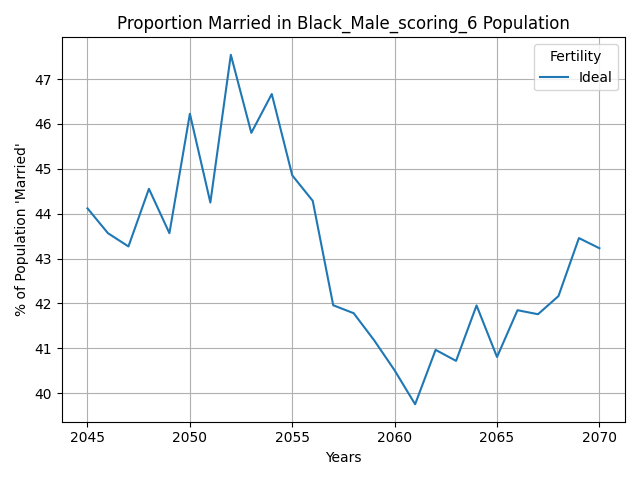 Proportion Married in Black_Male_scoring_6 Population
Fertility
Ideal
% of Population 'Married'
47
46
45
44
43
42
41
40
2045 2050 2055 2060 2065 2070
Years